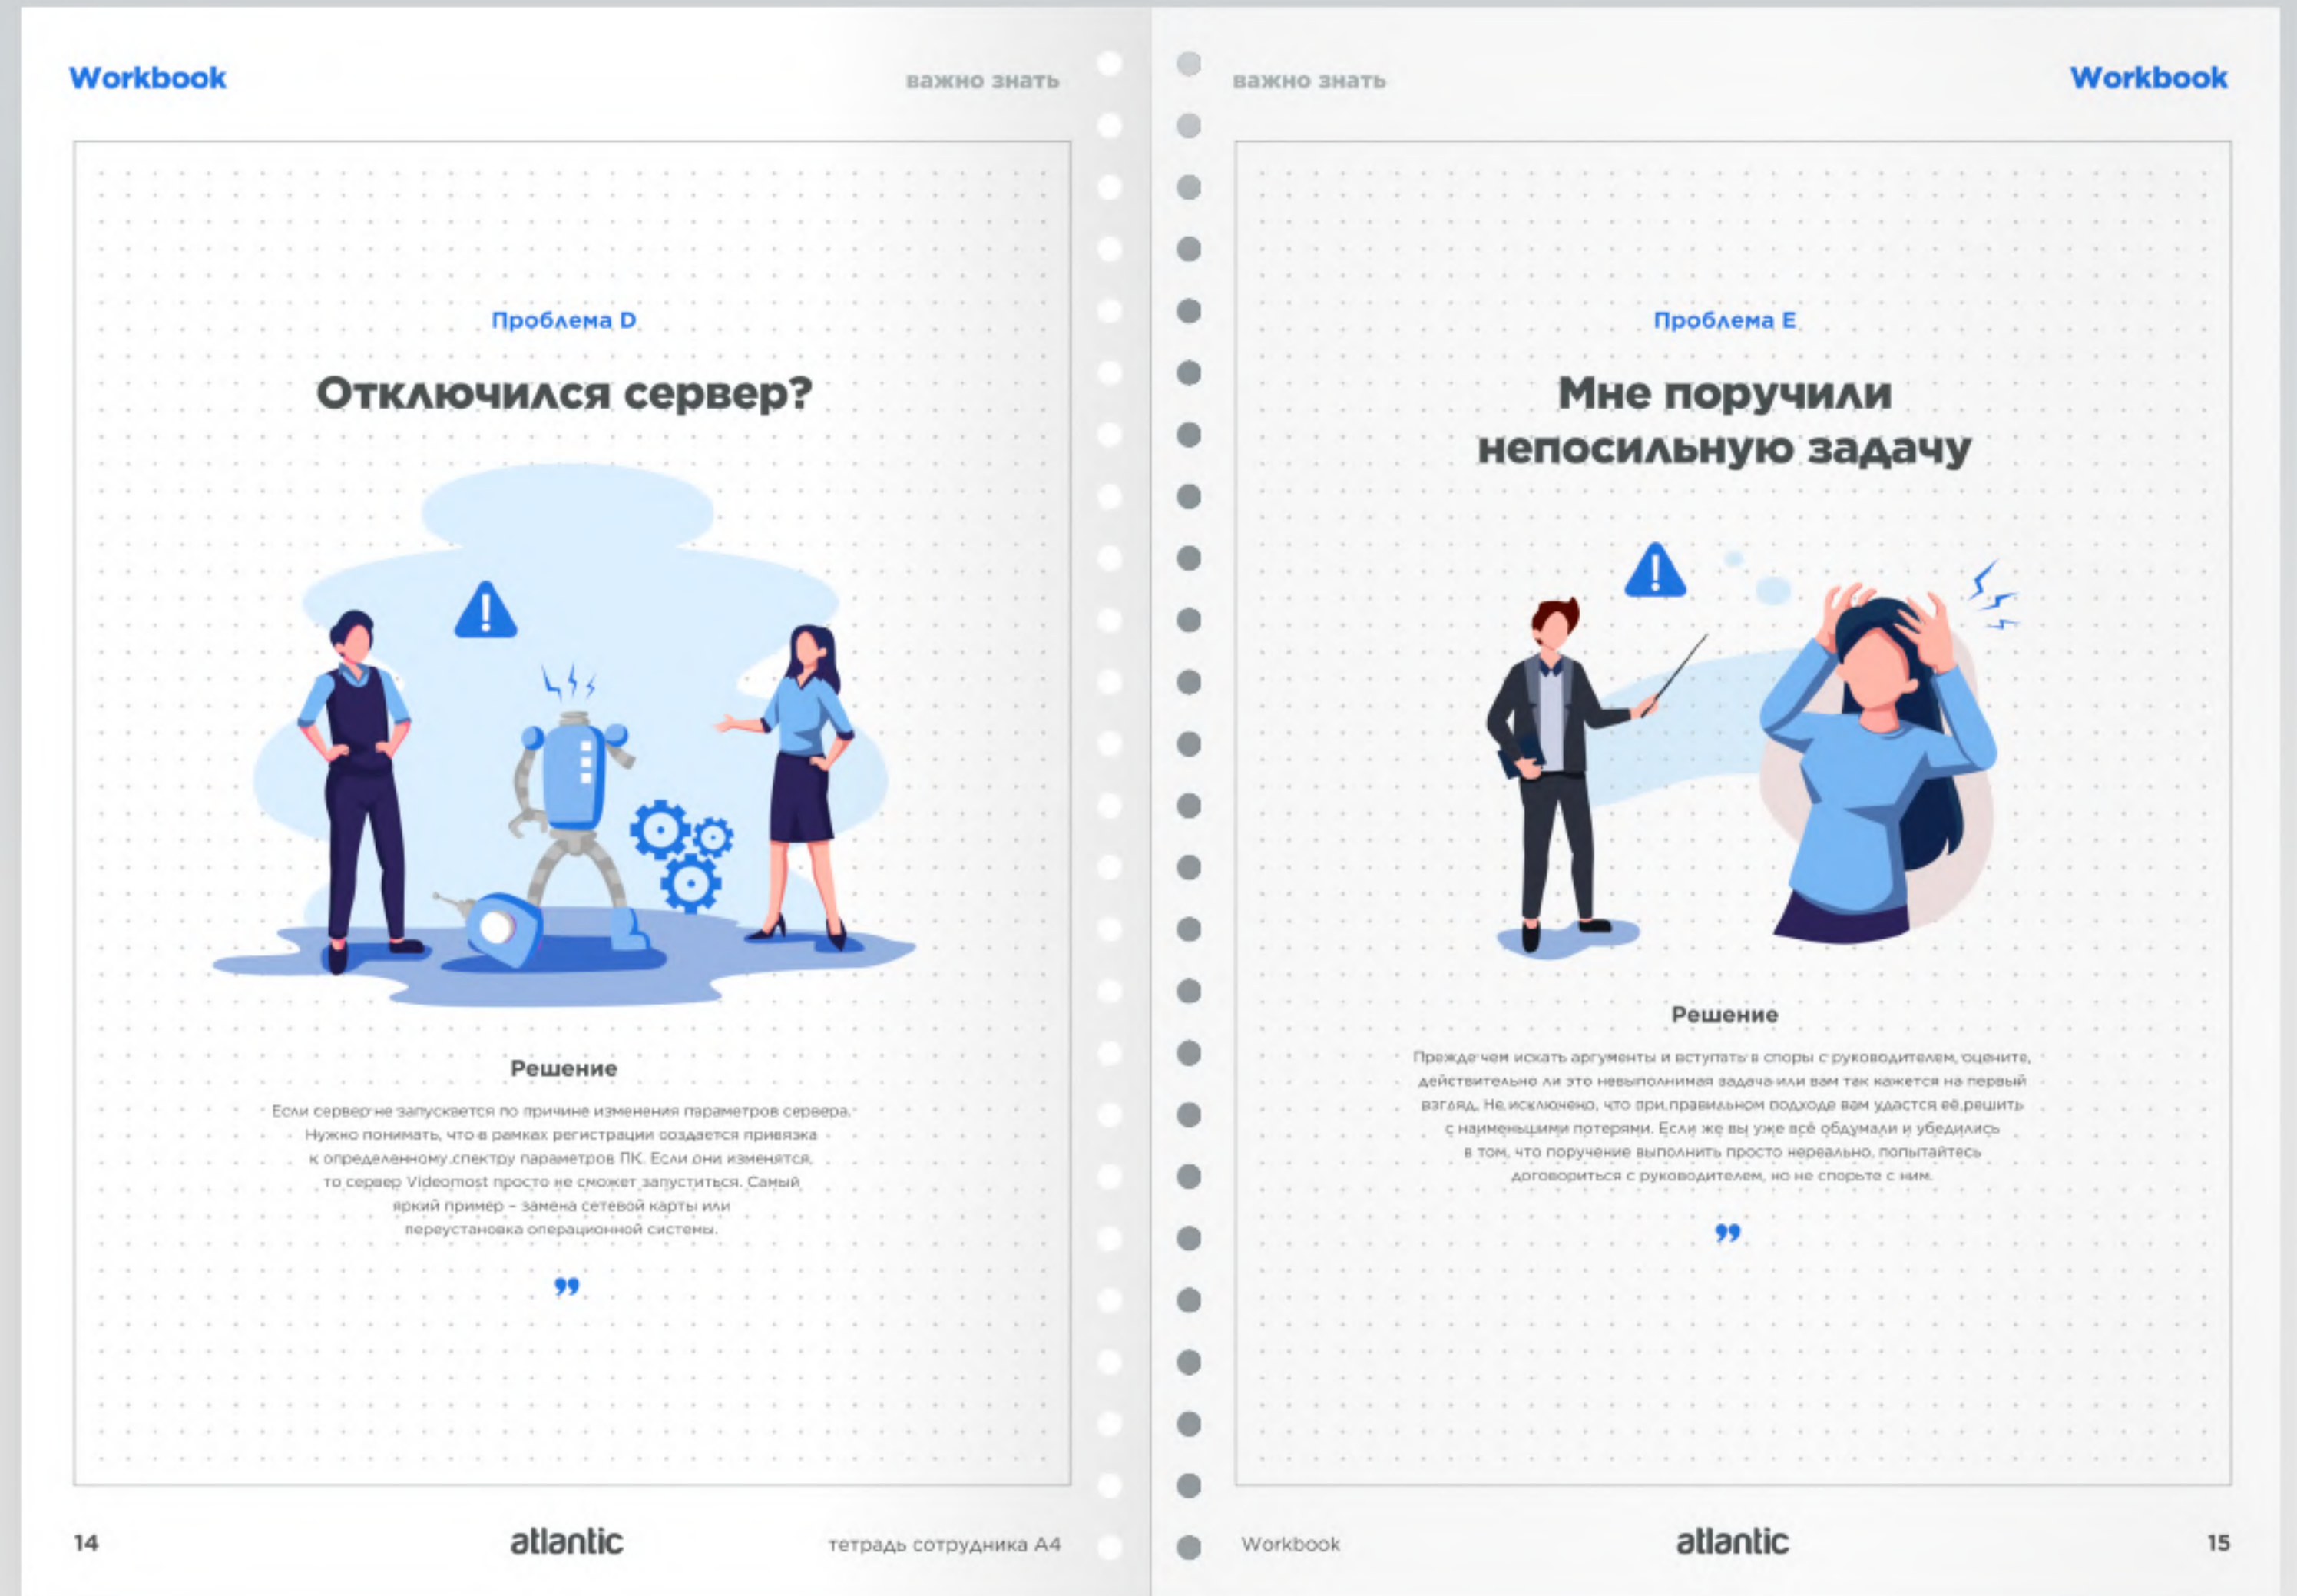 Workbook
важно знать
Проблема D
Отключился сервер?
Решение
Если сервер не запускается по причине изменения параметров сервера.
Нужно понимать, что в рамках регистрации создается привязка
к определенному спектру параметров ПК. Если они изменятся,
то сервер Videomost просто не сможет запуститься. Самый
яркий пример – замена сетевой карты или
переустановка операционной системы.
”
14
atlantic
тетрадь сотрудника А4
важно знать
Workbook
Проблема E
Мне поручили
непосильную задачу
Решение
Прежде чем искать аргументы и вступать в споры с руководителем, оцените,
действительно ли это невыполнимая задача или вам так кажется на первый
взгляд. Не исключено, что при правильном подходе вам удастся её решить
с наименьшими потерями. Если же вы уже всё обдумали и убедились
в том, что поручение выполнить просто нереально, попытайтесь
договориться с руководителем, но не спорьте с ним.
”
Workbook
atlantic
15